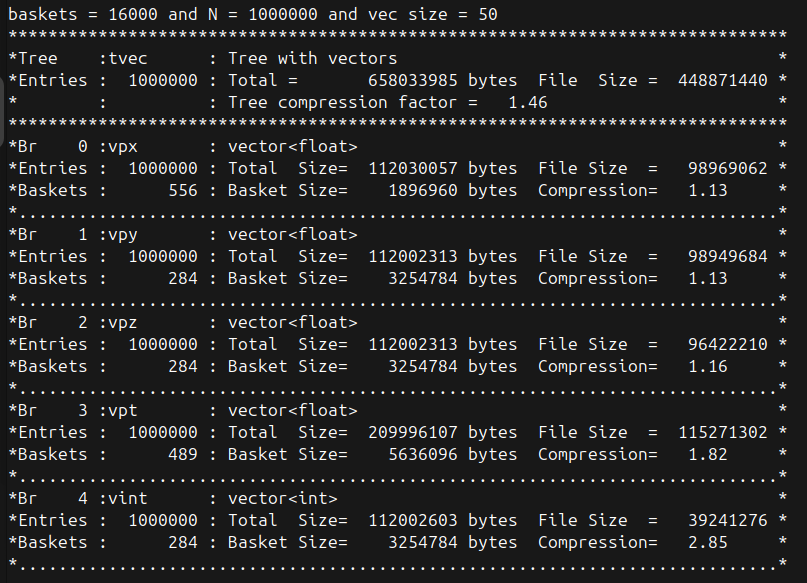 baskets = 16000 and N = 1000000 and vec size = 50
******************************************************************************
*Tree    :tvec      : Tree with vectors                                      *
*Entries :  1000000 : Total =       658033985 bytes  File  Size =  448871440 *
*        :          : Tree compression factor =   1.46                       *
******************************************************************************
*Br    0 :vpx       : vector<float>                                          *
*Entries :  1000000 : Total  Size=  112030057 bytes  File Size  =   98969062 *
*Baskets :      556 : Basket Size=    1896960 bytes  Compression=   1.13     *
*............................................................................*
*Br    1 :vpy       : vector<float>                                          *
*Entries :  1000000 : Total  Size=  112002313 bytes  File Size  =   98949684 *
*Baskets :      284 : Basket Size=    3254784 bytes  Compression=   1.13     *
*............................................................................*
*Br    2 :vpz       : vector<float>                                          *
*Entries :  1000000 : Total  Size=  112002313 bytes  File Size  =   96422210 *
*Baskets :      284 : Basket Size=    3254784 bytes  Compression=   1.16     *
*............................................................................*
*Br    3 :vpt       : vector<float>                                          *
*Entries :  1000000 : Total  Size=  209996107 bytes  File Size  =  115271302 *
*Baskets :      489 : Basket Size=    5636096 bytes  Compression=   1.82     *
*............................................................................*
*Br    4 :vint      : vector<int>                                            *
*Entries :  1000000 : Total  Size=  112002603 bytes  File Size  =   39241276 *
*Baskets :      284 : Basket Size=    3254784 bytes  Compression=   2.85     *
*............................................................................*